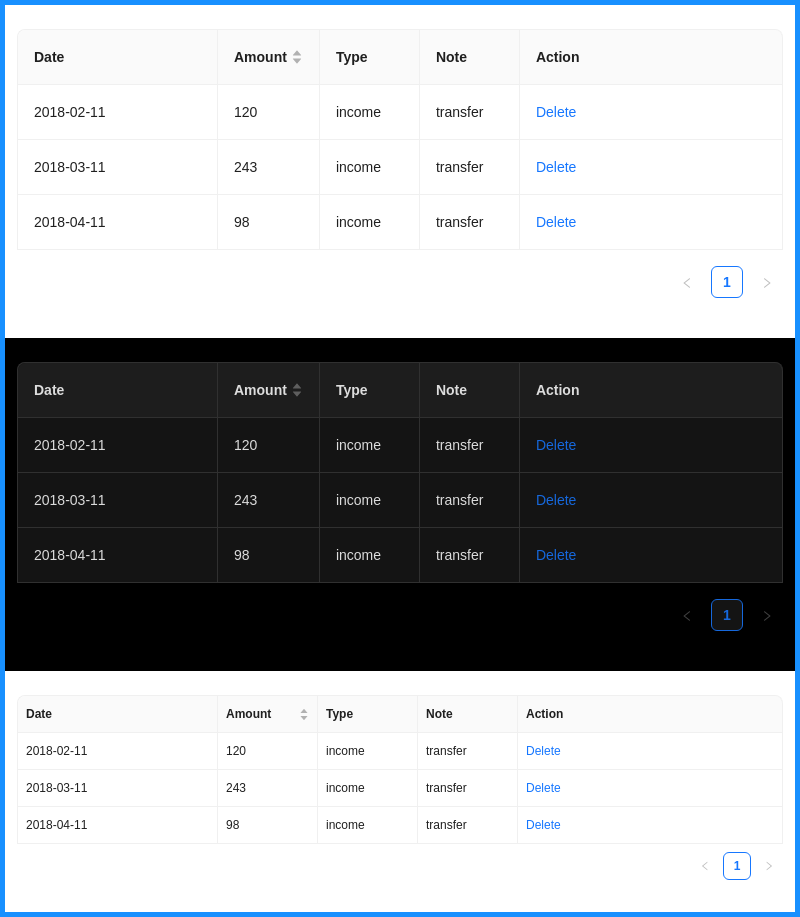 Date Amount Type Note Action
2018-02-11 120 income transfer Delete
2018-03-11 243 income transfer Delete
2018-04-11 98 income transfer Delete
1
Date Amount Type Note Action
2018-02-11 120 income transfer Delete
2018-03-11 243 income transfer Delete
2018-04-11 98 income transfer Delete
1
Date Amount Type Note Action
2018-02-11 120 income transfer Delete
2018-03-11 243 income transfer Delete
2018-04-11 98 income transfer Delete
1